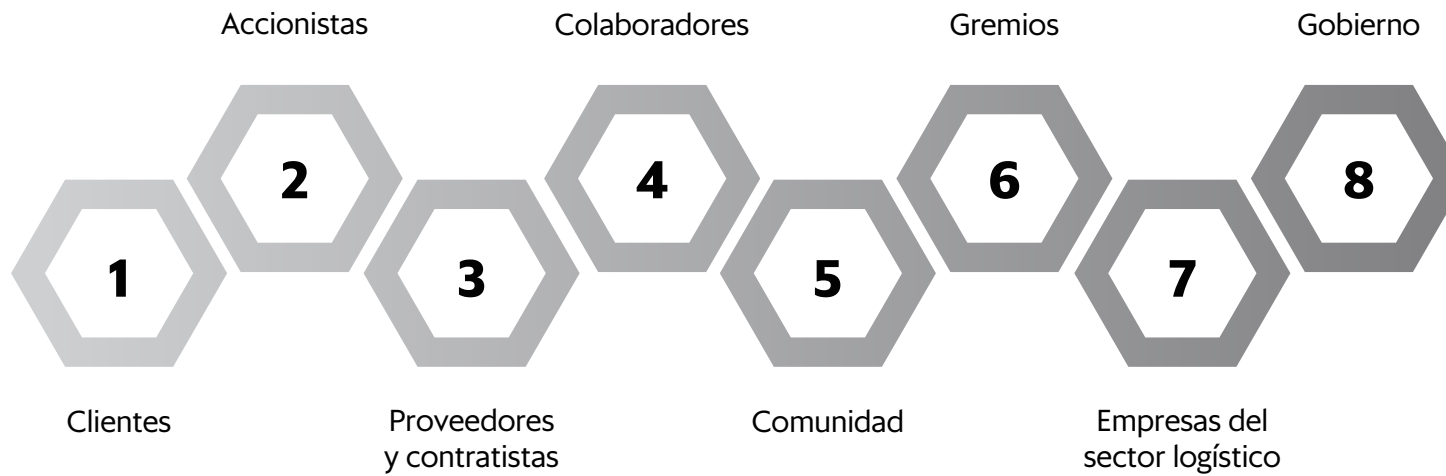 Accionistas
Colaboradores
Gremios
Gobierno
1
2
3
4
5
6
7
8
Clientes
Proveedores
y contratistas
Comunidad
Empresas del
sector logístico